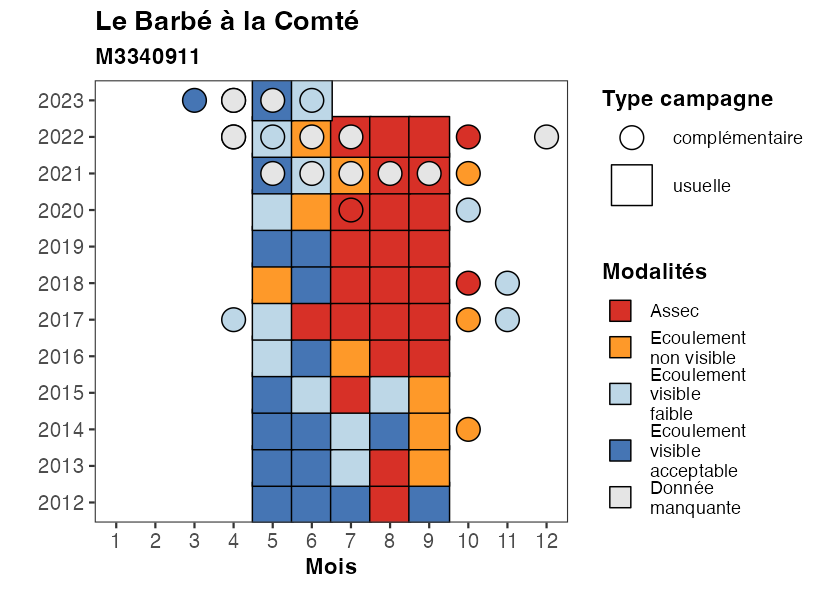 Le Barbé à la Comté
M3340911
2023
2022
2021
2020
2019
2018
2017
2016
2015
2014
2013
2012
1 2 3 4 5 6 7 8 9 10 11 12
Mois
Type campagne
complémentaire
usuelle
Modalités
Assec
Ecoulement
non visible
Ecoulement
visible
faible
Ecoulement
visible
acceptable
Donnée
manquante